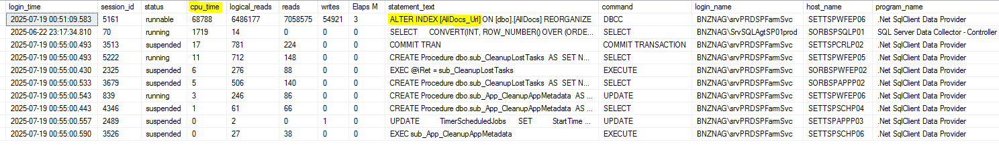 login_time session_id status cpu_time logical_reads reads writes Elaps M statement_text command login_name host_name program_name
2025-07-19 00:51:09.583 5161 runnable 68788 6486177 7058575 54921 3 ALTER INDEX [AllDocs_Url] ON [dbo].[AllDocs] REORGANIZE DBCC BNZNAG\srvPRDSPFarmSvc SETTSPWFEP06 .Net SqlClient Data Provider
2025-06-22 23:17:34.810 70 running 1719 14 0 0 0 SELECT CONVERT(INT, ROW_NUMBER() OVER (ORDE... SELECT BNZNAG\SrvSQLAgtSP01prod SORBSPSQLP01 SQL Server Data Collector - Controller
2025-07-19 00:55:00.493 3513 suspended 17 781 224 0 0 COMMIT TRAN COMMIT TRANSACTION BNZNAG\srvPRDSPFarmSvc SETTSPCRLP02 .Net SqlClient Data Provider
2025-07-19 00:55:00.493 5222 running 11 712 148 0 0 CREATE Procedure dbo.sub_CleanupLostTasks AS SET N... SELECT BNZNAG\srvPRDSPFarmSvc SETTSPWFEP05 .Net SqlClient Data Provider
2025-07-19 00:55:00.430 2325 suspended 6 276 88 0 0 EXEC @iRet = sub_CleanupLostTasks EXECUTE BNZNAG\srvPRDSPFarmSvc SORBSPWFEP02 .Net SqlClient Data Provider
2025-07-19 00:55:00.533 3679 suspended 5 506 140 0 0 CREATE Procedure dbo.sub_CleanupLostTasks AS SET N... SELECT BNZNAG\srvPRDSPFarmSvc SORBSPAPPP02 .Net SqlClient Data Provider
2025-07-19 00:55:00.543 839 running 3 246 86 0 0 CREATE Procedure dbo.sub_App_CleanupAppMetadata AS ... UPDATE BNZNAG\srvPRDSPFarmSvc SETTSPWFEP06 .Net SqlClient Data Provider
2025-07-19 00:55:00.443 4346 suspended 1 61 66 0 0 CREATE Procedure dbo.sub_App_CleanupAppMetadata AS ... SELECT BNZNAG\srvPRDSPFarmSvc SETTSPSCHP04 .Net SqlClient Data Provider
2025-07-19 00:55:00.557 2489 suspended 0 2 0 1 0 UPDATE TimerScheduledJobs SET StartTime ... UPDATE BNZNAG\srvPRDSPFarmSvc SETTSPAPPP03 .Net SqlClient Data Provider
2025-07-19 00:55:00.590 3526 suspended 0 27 38 0 0 EXEC sub_App_CleanupAppMetadata EXECUTE BNZNAG\srvPRDSPFarmSvc SETTSPSCHP06 .Net SqlClient Data Provider